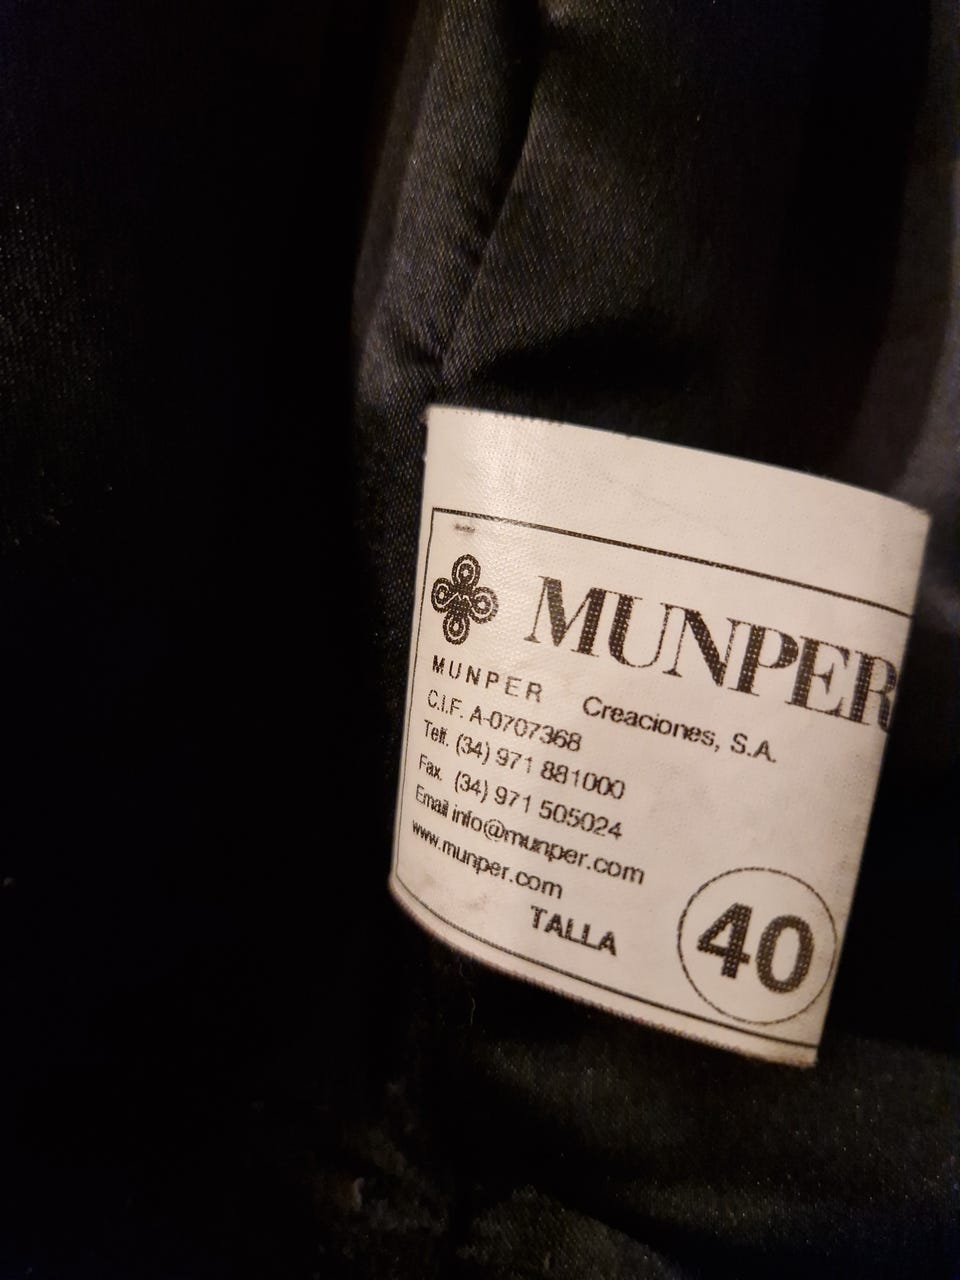 MUNPER
MUNPER Creaciones, S.A.
C.I.F. A-0707368
Telf. (34) 971 881000
Fax. (34) 971 505024
Email info@munper.com
www.munper.com
TALLA 40